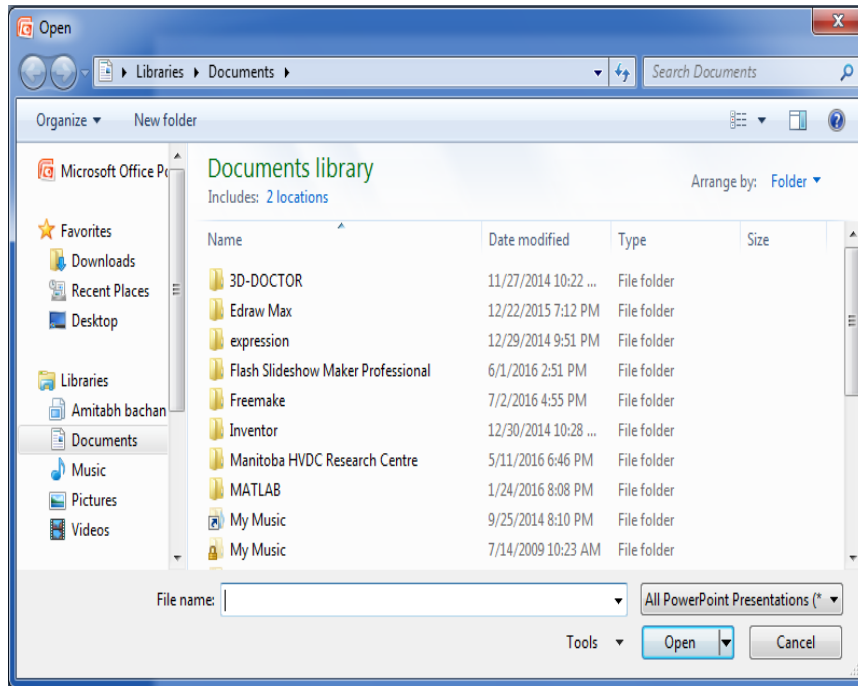 Open
Libraries Documents
Search Documents
Organize New folder
Microsoft Office Po
Favorites
Downloads
Recent Places
Desktop
Libraries
Amitabh bachan
Documents
Music
Pictures
Videos
Documents library
Includes: 2 locations
Arrange by: Folder
Name Date modified Type Size
3D-DOCTOR 11/27/2014 10:22 ... File folder
Edraw Max 12/22/2015 7:12 PM File folder
expression 12/29/2014 9:51 PM File folder
Flash Slideshow Maker Professional 6/1/2016 2:51 PM File folder
Freemake 7/2/2016 4:55 PM File folder
Inventor 12/30/2014 10:28 ... File folder
Manitoba HVDC Research Centre 5/11/2016 6:46 PM File folder
MATLAB 1/24/2016 8:08 PM File folder
My Music 9/25/2014 8:10 PM File folder
My Music 7/14/2009 10:23 AM File folder
File name: All PowerPoint Presentations (*
Tools Open Cancel